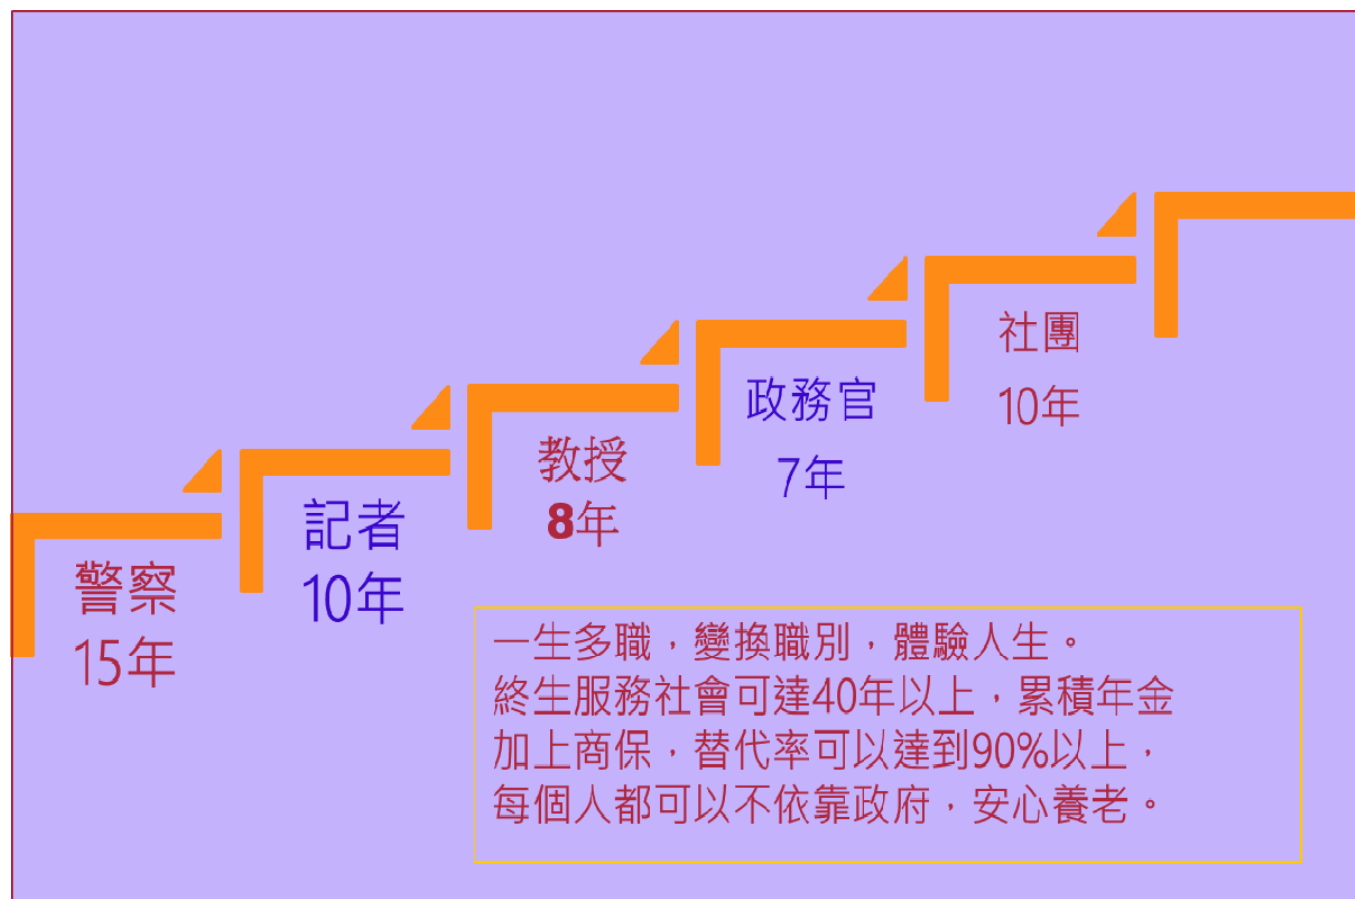 警察
15年
記者
10年
教授
8年
政務官
7年
社團
10年
一生多職，變換職別，體驗人生。
終生服務社會可達40年以上，累積年金
加上商保，替代率可以達到90%以上，
每個人都可以不依靠政府，安心養老。